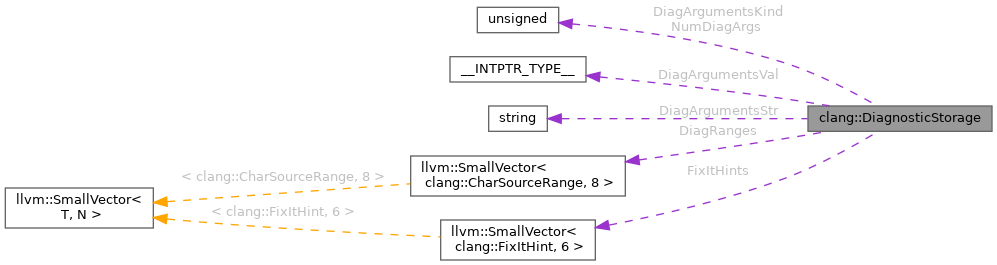 DiagArgumentsKind
NumDiagArgs
unsigned
DiagArgumentsVal
__INTPTR_TYPE__
DiagArgumentsStr
string
clang::DiagnosticStorage
DiagRanges
llvm::SmallVector<
clang::CharSourceRange, 8 >
FixItHints
< clang::CharSourceRange, 8 >
llvm::SmallVector<
T, N >
< clang::FixItHint, 6 >
llvm::SmallVector<
clang::FixItHint, 6 >